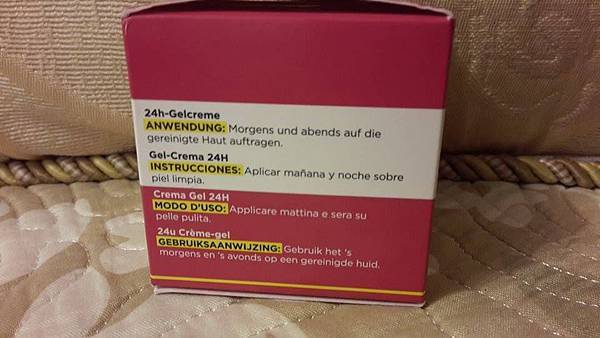 24h-Gelcreme
ANWENDUNG: Morgens und abends auf die
gereinigte Haut auftragen.
Gel-Crema 24H
INSTRUCCIONES: Aplicar mañana y noche sobre
piel limpia.
Crema Gel 24H
MODO D'USO: Applicare mattina e sera su
pelle pulita.
24u Crème-gel
GEBRUIKSAANWIJZING: Gebruik het 's
morgens en 's avonds op een gereinigde huid.